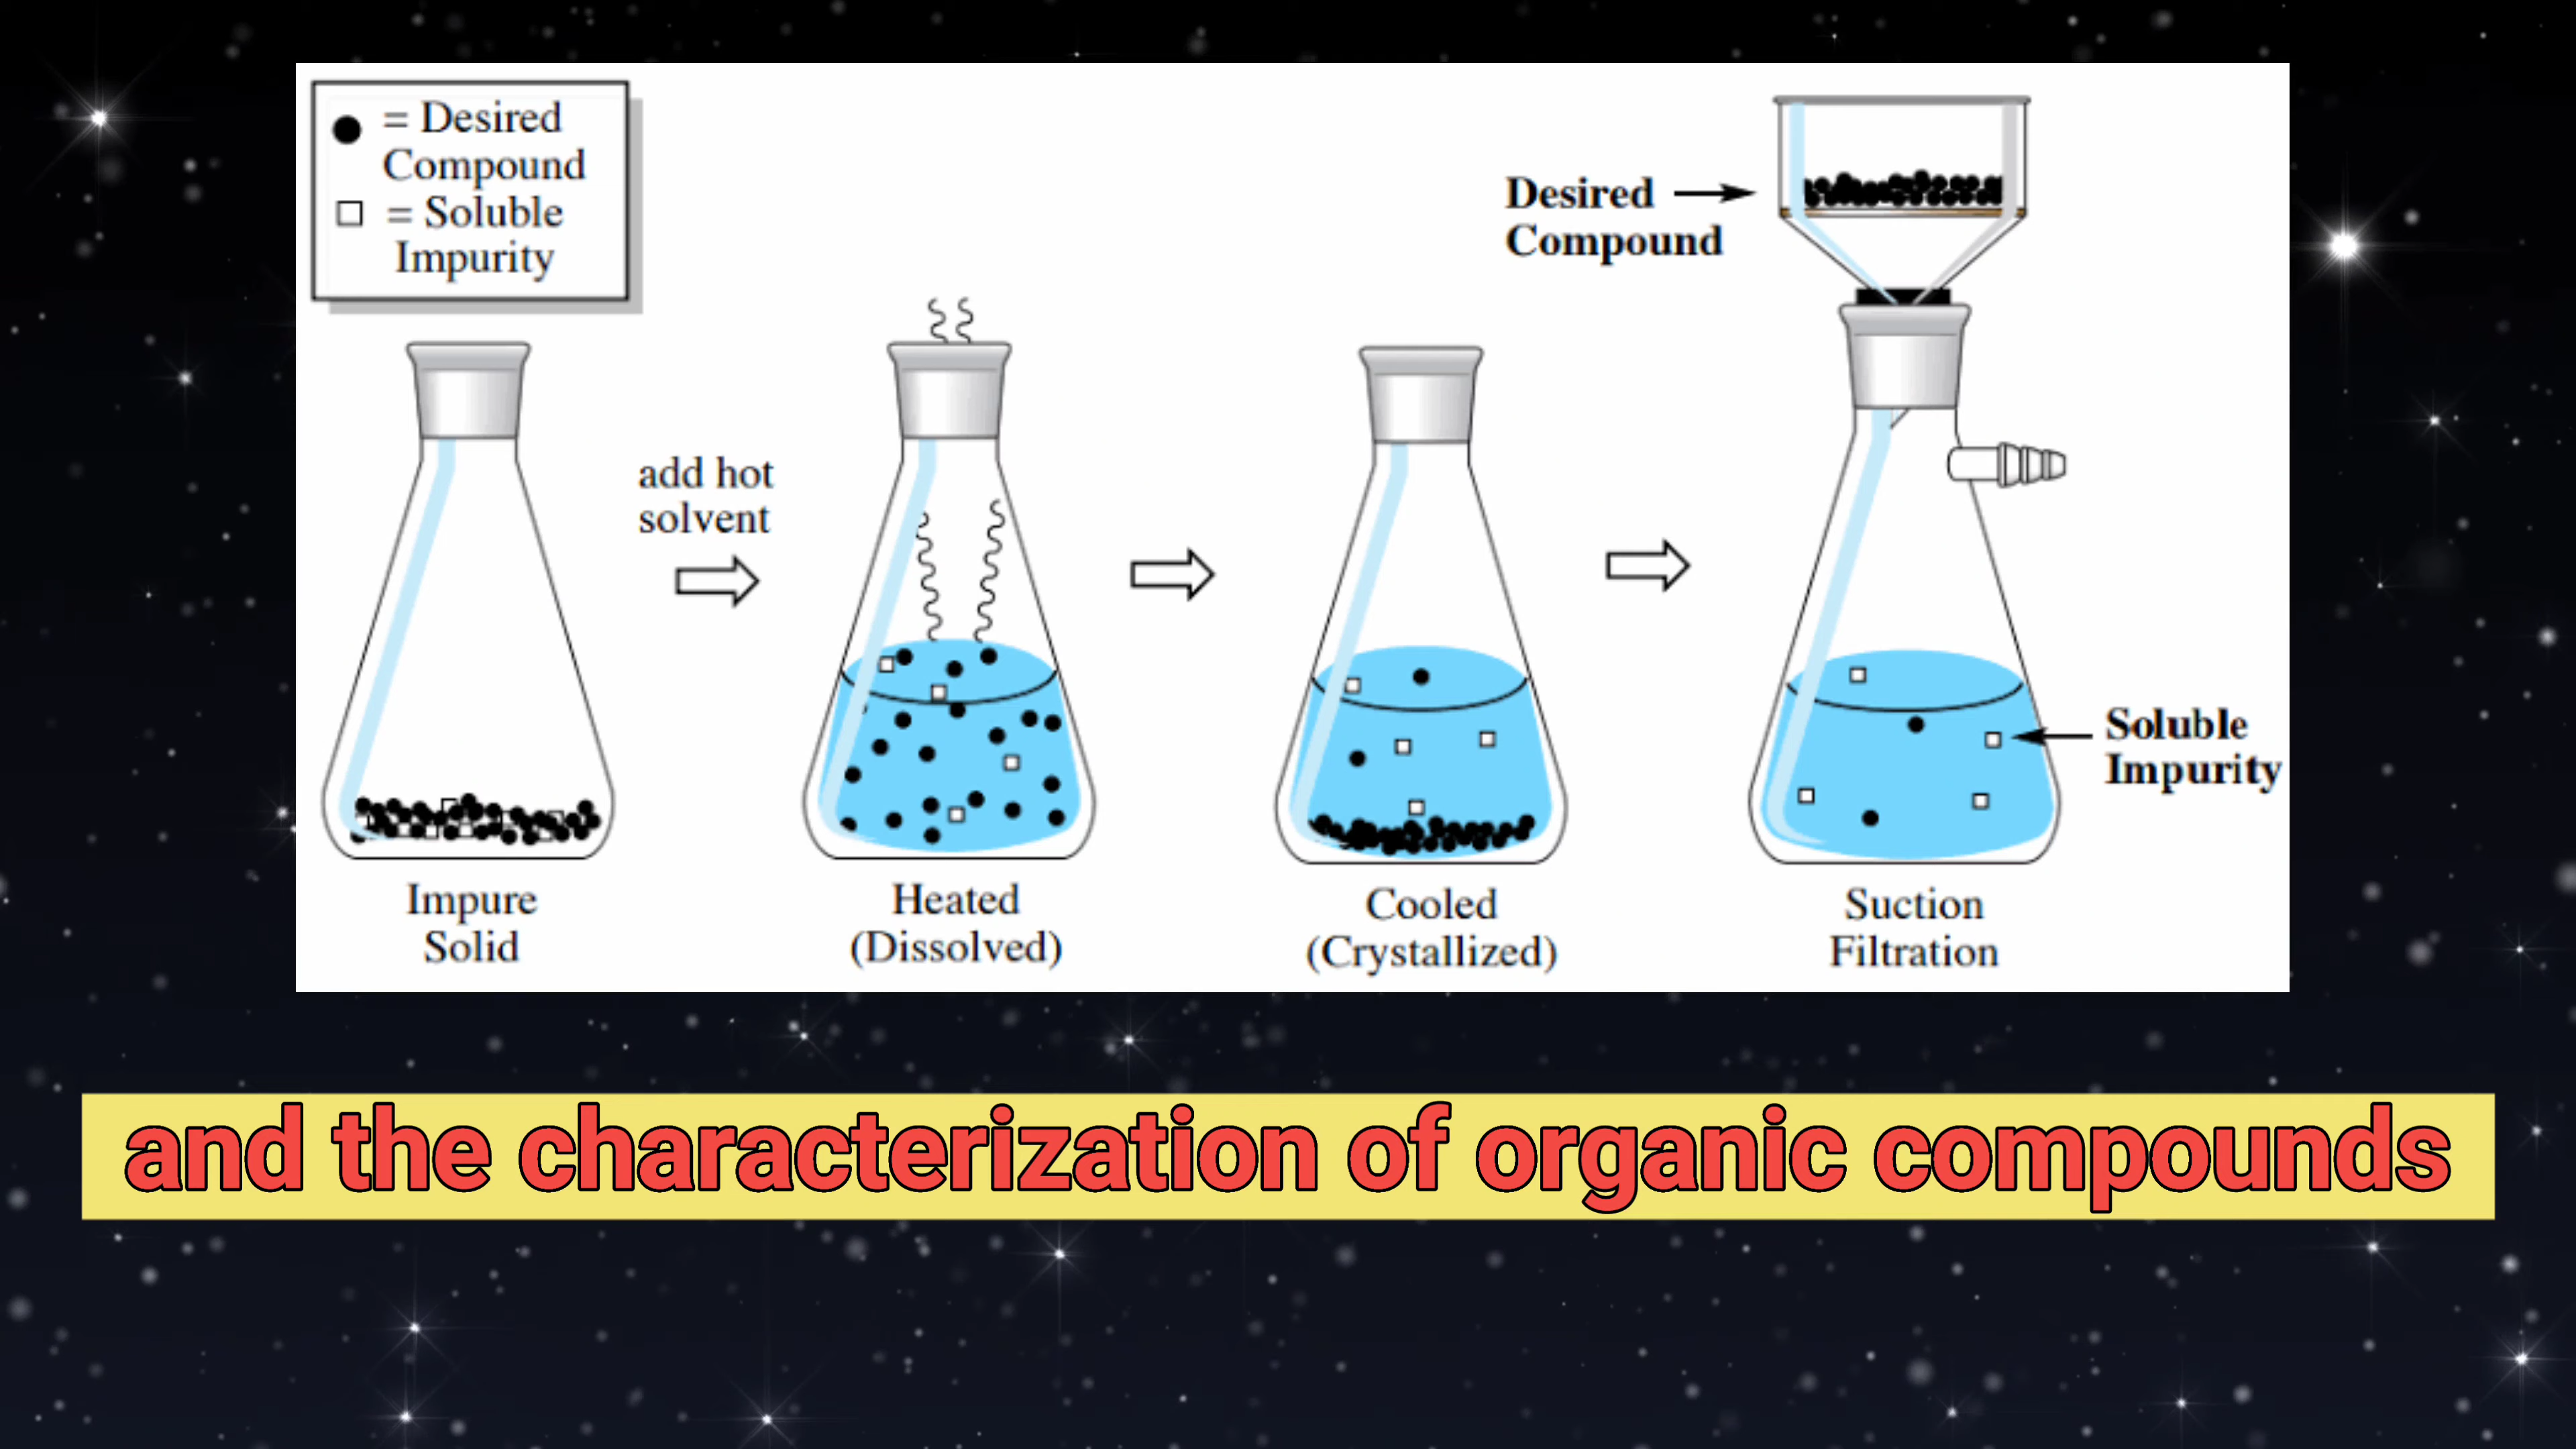 = Desired
Compound
= Soluble
Impurity
Desired
Compound
add hot
solvent
Soluble
Impurity
Impure
Solid
Heated
(Dissolved)
Cooled
(Crystallized)
Suction
Filtration
and the characterization of organic compounds